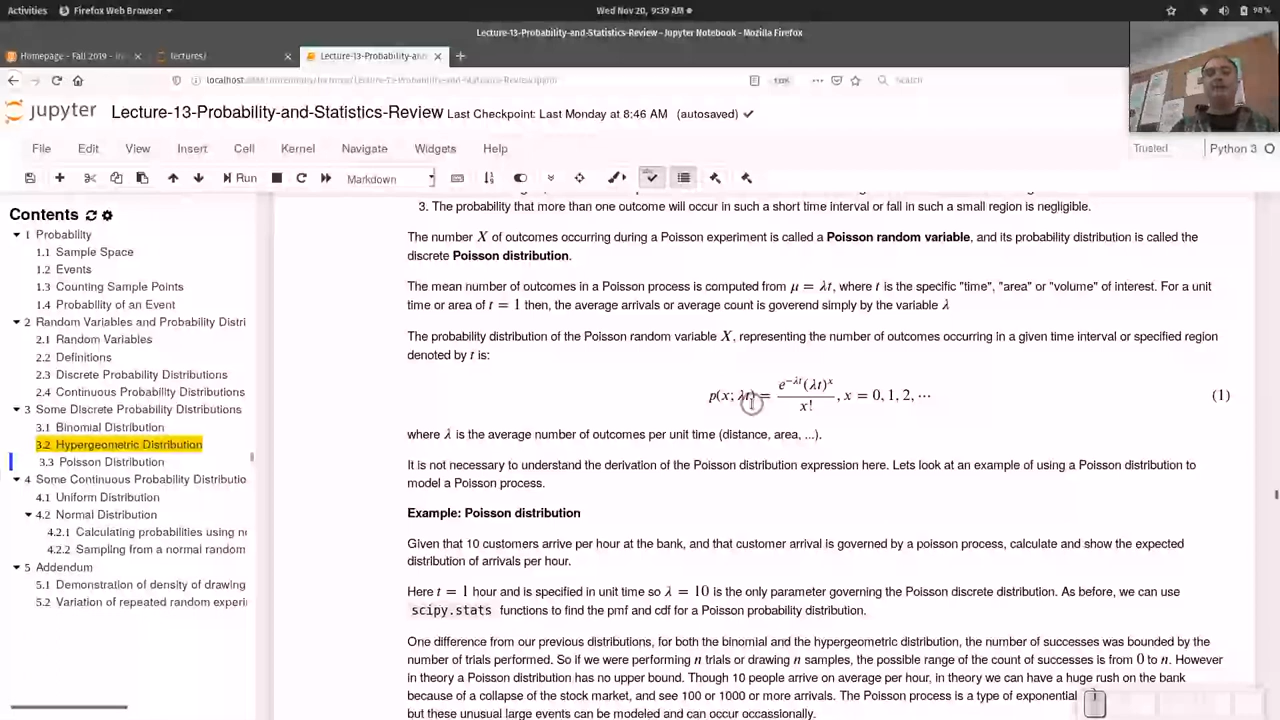 Activities Firefox Web Browser Wed Nov 20, 9:39 AM 98%
Lecture-13-Probability-and-Statistics-Review - Jupyter Notebook - Mozilla Firefox
Homepage - Fall 2019 - lectures/ Lecture-13-Probability-an
Search
jupyter Lecture-13-Probability-and-Statistics-Review Last Checkpoint: Last Monday at 8:46 AM (autosaved)
File Edit View Insert Cell Kernel Navigate Widgets Help Trusted Python 3
Run Markdown
Contents
1 Probability
1.1 Sample Space
1.2 Events
1.3 Counting Sample Points
1.4 Probability of an Event
2 Random Variables and Probability Distri
2.1 Random Variables
2.2 Definitions
2.3 Discrete Probability Distributions
2.4 Continuous Probability Distributions
3 Some Discrete Probability Distributions
3.1 Binomial Distribution
3.2 Hypergeometric Distribution
3.3 Poisson Distribution
4 Some Continuous Probability Distributio
4.1 Uniform Distribution
4.2 Normal Distribution
4.2.1 Calculating probabilities using no
4.2.2 Sampling from a normal random
5 Addendum
5.1 Demonstration of density of drawing
5.2 Variation of repeated random experi
3. The probability that more than one outcome will occur in such a short time interval or fall in such a small region is negligible.
The number X of outcomes occurring during a Poisson experiment is called a Poisson random variable, and its probability distribution is called the
discrete Poisson distribution.
The mean number of outcomes in a Poisson process is computed from μ = λt, where t is the specific "time", "area" or "volume" of interest. For a unit
time or area of t = 1 then, the average arrivals or average count is goverend simply by the variable λ
The probability distribution of the Poisson random variable X, representing the number of outcomes occurring in a given time interval or specified region
denoted by t is:
p(x; λt) = e^{−λt}(λt)^x / x!, x = 0, 1, 2, ⋯ (1)
where λ is the average number of outcomes per unit time (distance, area, ...).
It is not necessary to understand the derivation of the Poisson distribution expression here. Lets look at an example of using a Poisson distribution to
model a Poisson process.
Example: Poisson distribution
Given that 10 customers arrive per hour at the bank, and that customer arrival is governed by a poisson process, calculate and show the expected
distribution of arrivals per hour.
Here t = 1 hour and is specified in unit time so λ = 10 is the only parameter governing the Poisson discrete distribution. As before, we can use
scipy.stats functions to find the pmf and cdf for a Poisson probability distribution.
One difference from our previous distributions, for both the binomial and the hypergeometric distribution, the number of successes was bounded by the
number of trials performed. So if we were performing n trials or drawing n samples, the possible range of the count of successes is from 0 to n. However
in theory a Poisson distribution has no upper bound. Though 10 people arrive on average per hour, in theory we can have a huge rush on the bank
because of a collapse of the stock market, and see 100 or 1000 or more arrivals. The Poisson process is a type of exponential
but these unusual large events can be modeled and can occur occassionally.